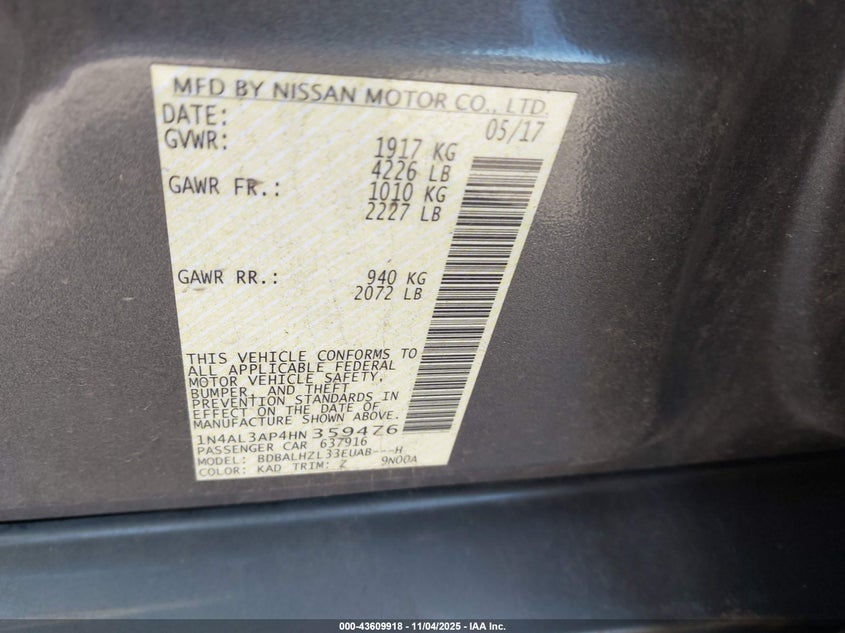 MFD BY NISSAN MOTOR CO., LTD.
DATE: 05/17
GVWR: 1917 KG
4226 LB
GAWR FR.: 1010 KG
2227 LB
GAWR RR.: 940 KG
2072 LB
THIS VEHICLE CONFORMS TO
ALL APPLICABLE FEDERAL
MOTOR VEHICLE SAFETY,
BUMPER, AND THEFT
PREVENTION STANDARDS IN
EFFECT ON THE DATE OF
MANUFACTURE SHOWN ABOVE.
1N4AL3AP4HN359476
PASSENGER CAR 637916
MODEL: BDBALHZL33EUAB---H
COLOR: KAD TRIM: Z 9N00A
000-43609918 - 11/04/2025 - IAA Inc.